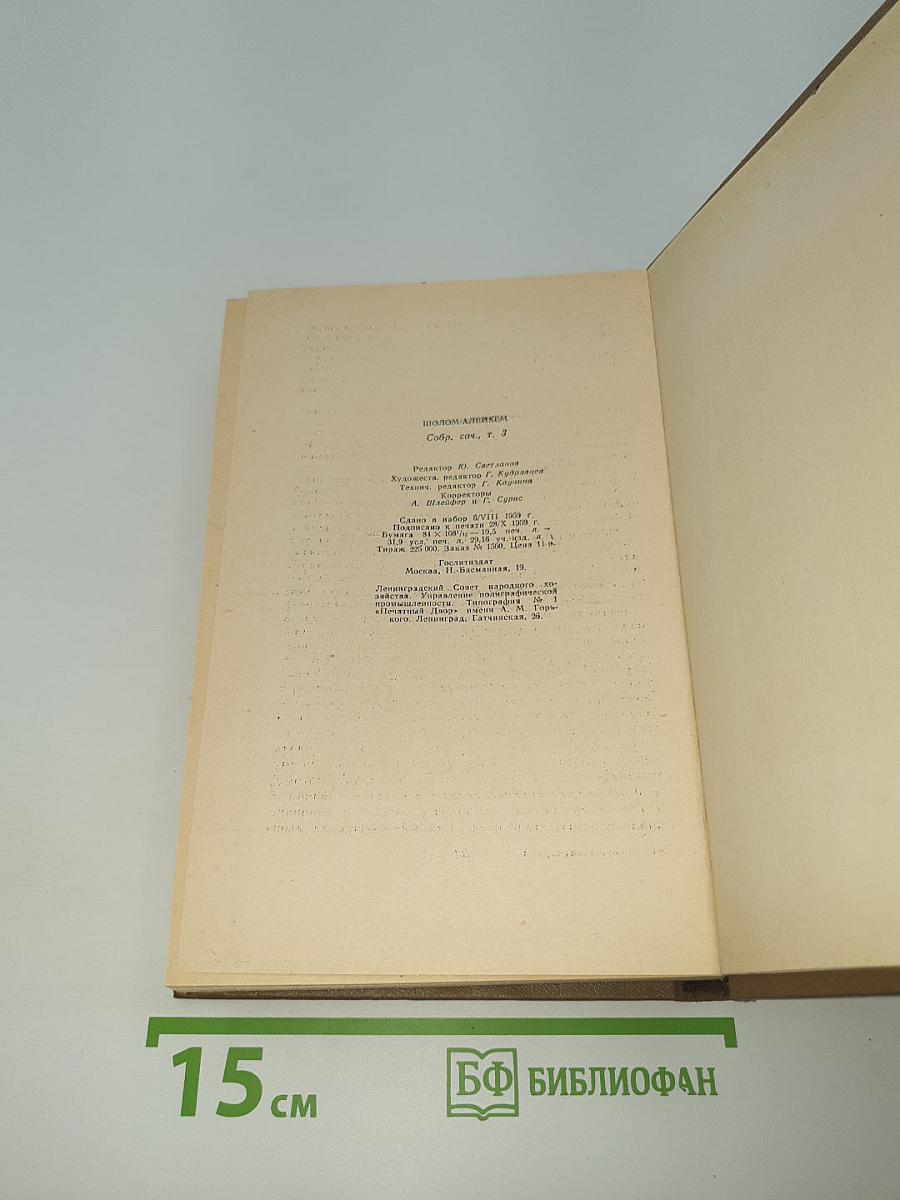 ШОЛОМ-АЛЕЙХЕМ
Собр. соч., т. 3
Редактор Ю. Светланов
Художеств. редактор Г. Кудрявцев
Технич. редактор Г. Каунина
Корректоры
А. Шлейфер и Г. Сурис
Сдано в набор 6/VIII 1959 г.
Подписано к печати 28/X 1959 г.
Бумага 84 × 108¹/₃₂ — 19,5 печ. л. =
31,9 усл. печ. л. 29,16 уч.-изд. л.
Тираж 225 000. Заказ № 1560. Цена 11 р.
Гослитиздат
Москва, Н.-Басманная, 19.
Ленинградский Совет народного хо-
зяйства. Управление полиграфической
промышленности. Типография № 1
«Печатный Двор» имени А. М. Горь-
кого. Ленинград, Гатчинская, 26.
15 см
БФ БИБЛИОФАН